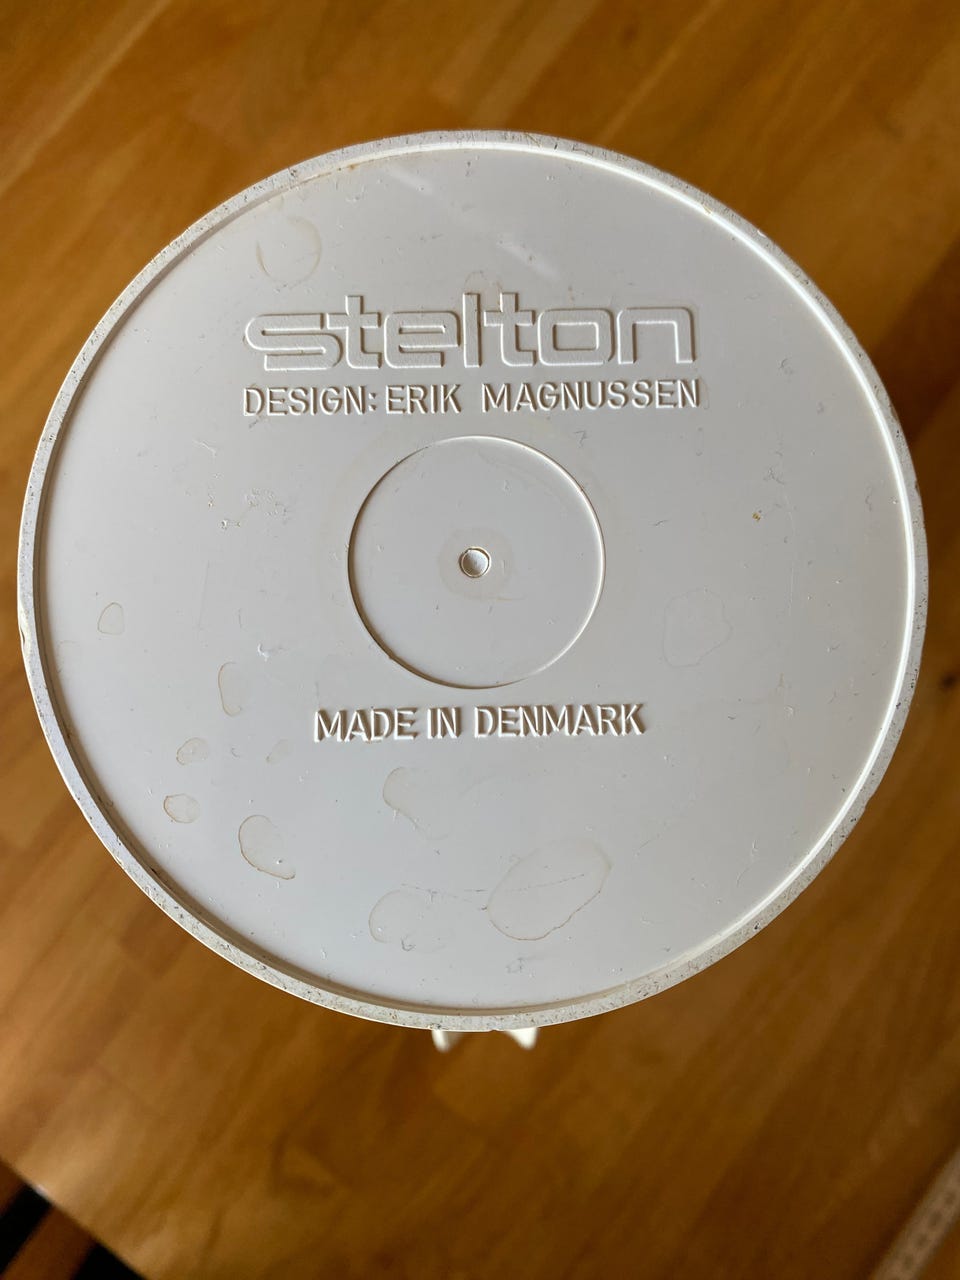 stelton
DESIGN: ERIK MAGNUSSEN
MADE IN DENMARK